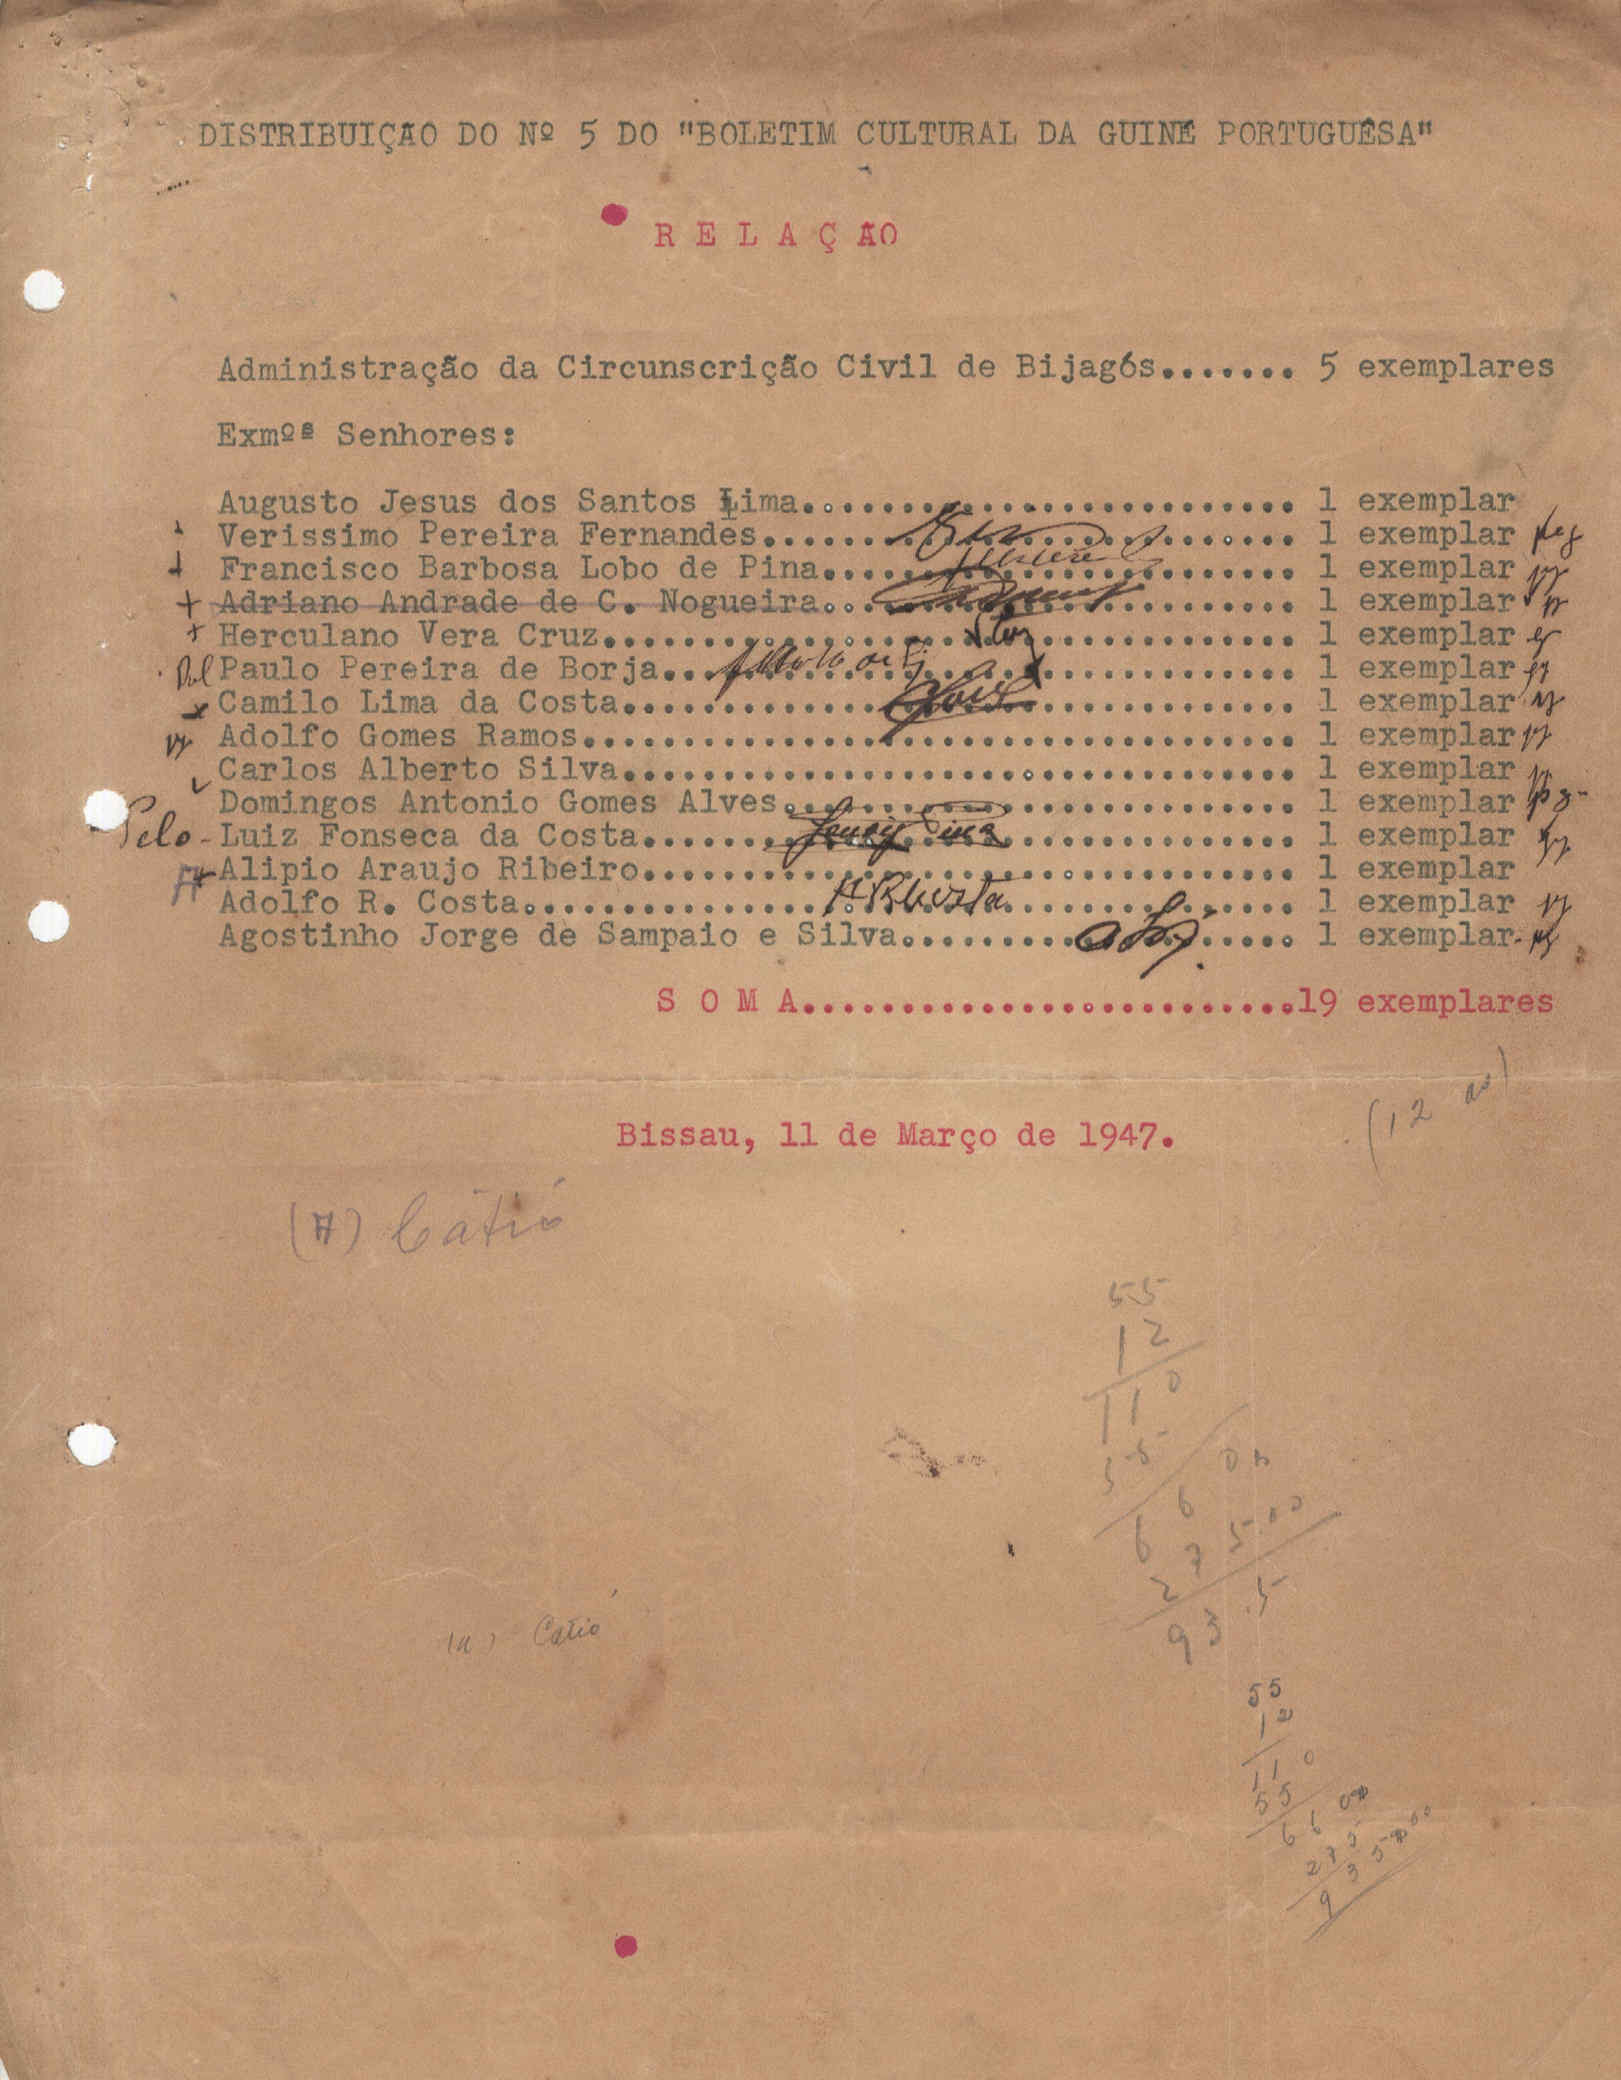 DISTRIBUIÇÃO DO Nº 5 DO "BOLETIM CULTURAL DA GUINÉ PORTUGUÊSA"
R E L A Ç ÃO
Administração da Circunscrição Civil de Bijagós....... 5 exemplares
Exmºˢ Senhores:
Augusto Jesus dos Santos Lima......................... 1 exemplar
Verissimo Pereira Fernandes........................... 1 exemplar
Francisco Barbosa Lobo de Pina........................ 1 exemplar
+ Adriano Andrade de C. Nogueira........................ 1 exemplar
+ Herculano Vera Cruz................................... 1 exemplar
Paulo Pereira de Borja................................ 1 exemplar
x Camilo Lima da Costa.................................. 1 exemplar
Adolfo Gomes Ramos.................................... 1 exemplar
Carlos Alberto Silva.................................. 1 exemplar
Domingos Antonio Gomes Alves.......................... 1 exemplar
Pelo - Luiz Fonseca da Costa................................. 1 exemplar
Alipio Araujo Ribeiro................................. 1 exemplar
Adolfo R. Costa....................................... 1 exemplar
ARCosta
Agostinho Jorge de Sampaio e Silva.................... 1 exemplar
S O M A.........................19 exemplares
(12
Bissau, 11 de Março de 1947.
(A) Catió
55
12
110
55
660
275.00
93.5
(a) Catió
55
12
110
55
660
275
935